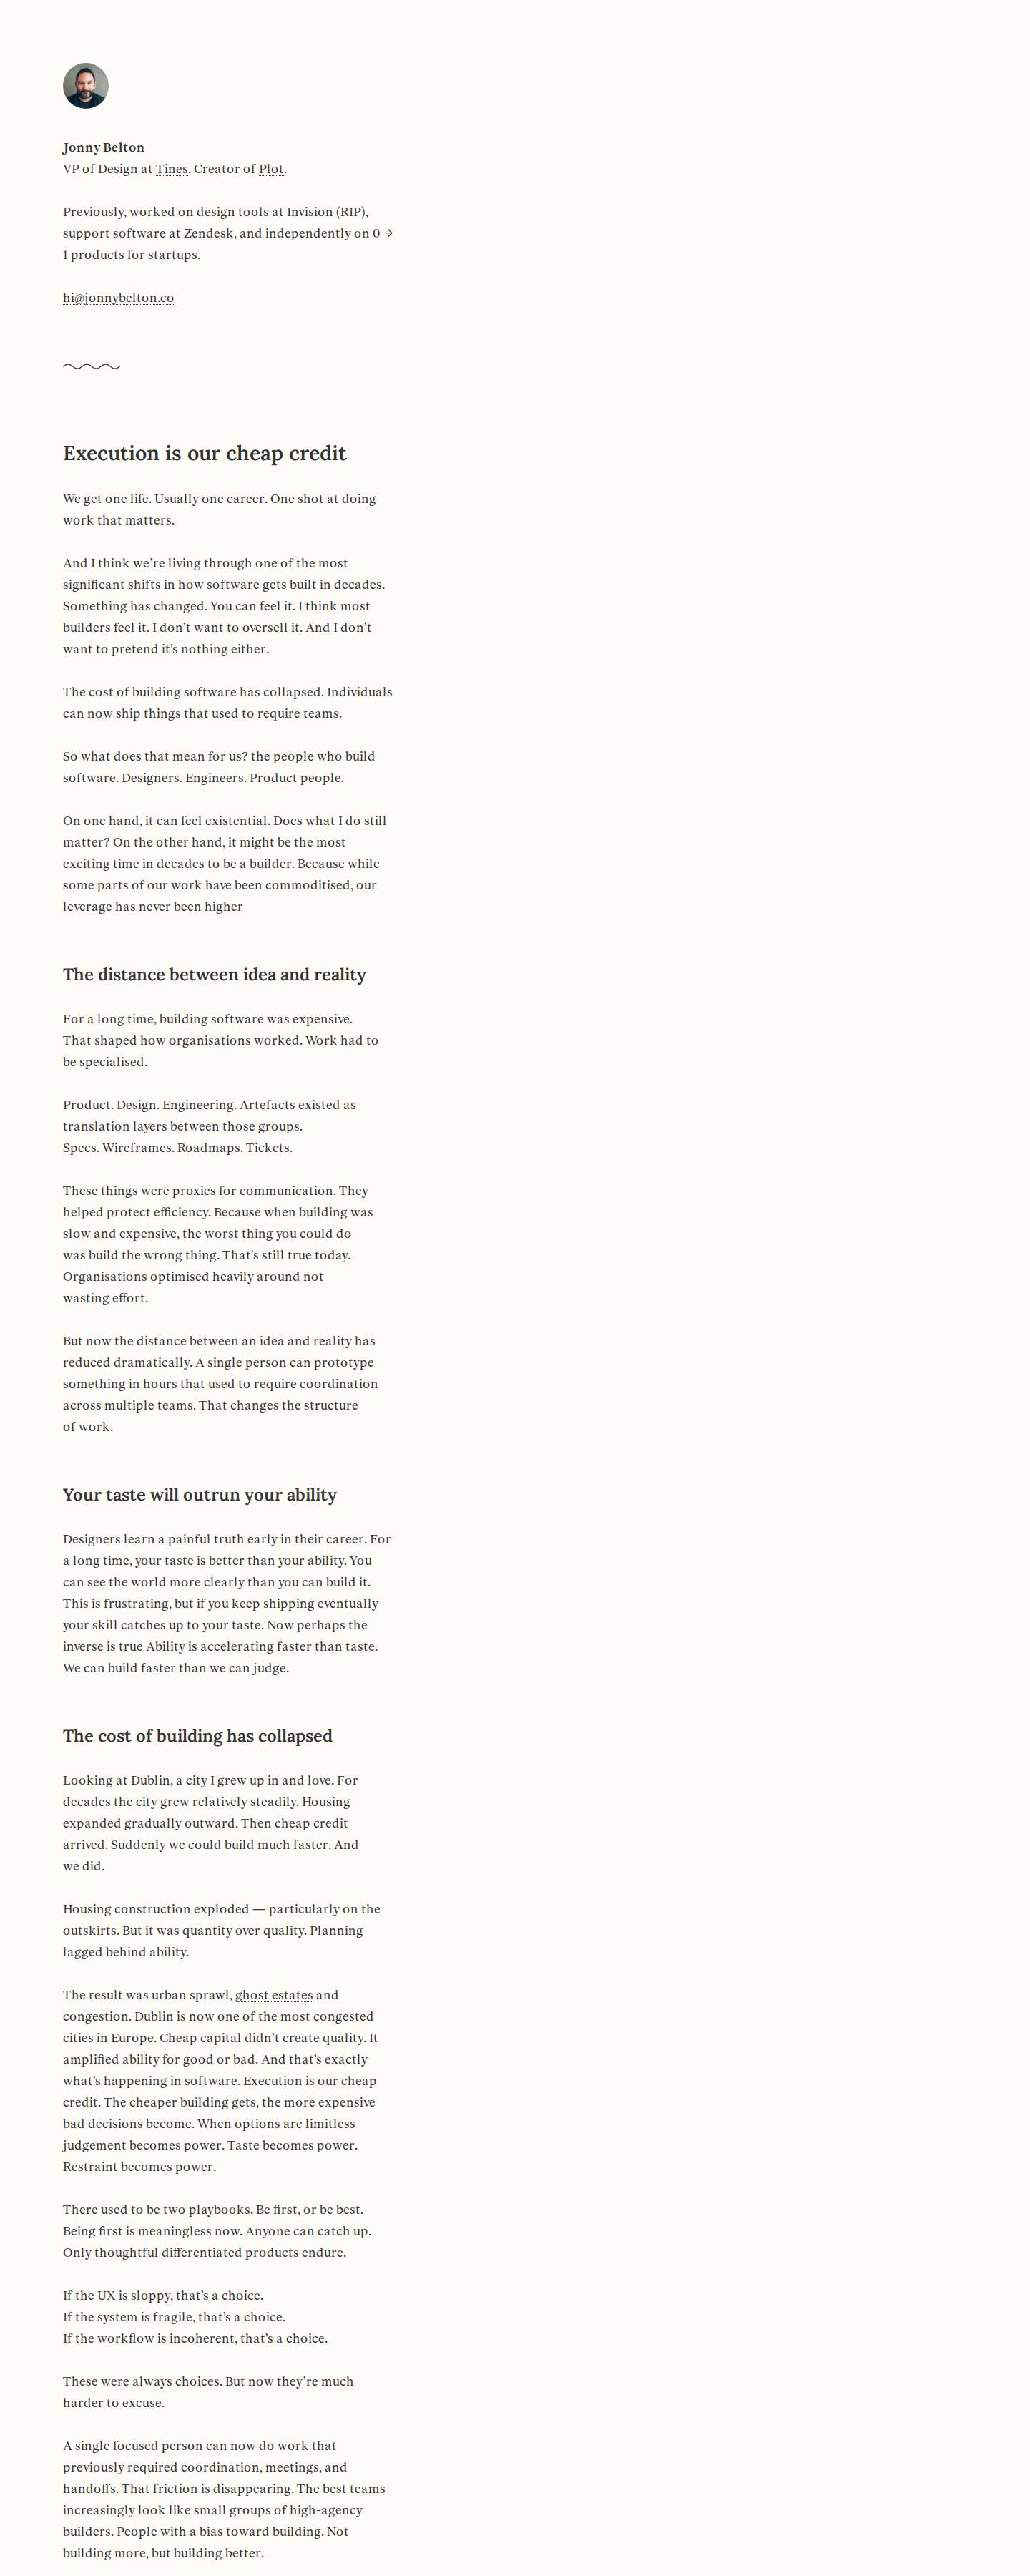 Jonny Belton
VP of Design at Tines. Creator of Plot.
Previously, worked on design tools at Invision (RIP),
support software at Zendesk, and independently on 0 →
1 products for startups.
hi@jonnybelton.co
Execution is our cheap credit
We get one life. Usually one career. One shot at doing
work that matters.
And I think we’re living through one of the most
significant shifts in how software gets built in decades.
Something has changed. You can feel it. I think most
builders feel it. I don’t want to oversell it. And I don’t
want to pretend it’s nothing either.
The cost of building software has collapsed. Individuals
can now ship things that used to require teams.
So what does that mean for us? the people who build
software. Designers. Engineers. Product people.
On one hand, it can feel existential. Does what I do still
matter? On the other hand, it might be the most
exciting time in decades to be a builder. Because while
some parts of our work have been commoditised, our
leverage has never been higher
The distance between idea and reality
For a long time, building software was expensive.
That shaped how organisations worked. Work had to
be specialised.
Product. Design. Engineering. Artefacts existed as
translation layers between those groups.
Specs. Wireframes. Roadmaps. Tickets.
These things were proxies for communication. They
helped protect efficiency. Because when building was
slow and expensive, the worst thing you could do
was build the wrong thing. That's still true today.
Organisations optimised heavily around not
wasting effort.
But now the distance between an idea and reality has
reduced dramatically. A single person can prototype
something in hours that used to require coordination
across multiple teams. That changes the structure
of work.
Your taste will outrun your ability
Designers learn a painful truth early in their career. For
a long time, your taste is better than your ability. You
can see the world more clearly than you can build it.
This is frustrating, but if you keep shipping eventually
your skill catches up to your taste. Now perhaps the
inverse is true Ability is accelerating faster than taste.
We can build faster than we can judge.
The cost of building has collapsed
Looking at Dublin, a city I grew up in and love. For
decades the city grew relatively steadily. Housing
expanded gradually outward. Then cheap credit
arrived. Suddenly we could build much faster. And
we did.
Housing construction exploded — particularly on the
outskirts. But it was quantity over quality. Planning
lagged behind ability.
The result was urban sprawl, ghost estates and
congestion. Dublin is now one of the most congested
cities in Europe. Cheap capital didn’t create quality. It
amplified ability for good or bad. And that’s exactly
what’s happening in software. Execution is our cheap
credit. The cheaper building gets, the more expensive
bad decisions become. When options are limitless
judgement becomes power. Taste becomes power.
Restraint becomes power.
There used to be two playbooks. Be first, or be best.
Being first is meaningless now. Anyone can catch up.
Only thoughtful differentiated products endure.
If the UX is sloppy, that’s a choice.
If the system is fragile, that’s a choice.
If the workflow is incoherent, that’s a choice.
These were always choices. But now they’re much
harder to excuse.
A single focused person can now do work that
previously required coordination, meetings, and
handoffs. That friction is disappearing. The best teams
increasingly look like small groups of high-agency
builders. People with a bias toward building. Not
building more, but building better.